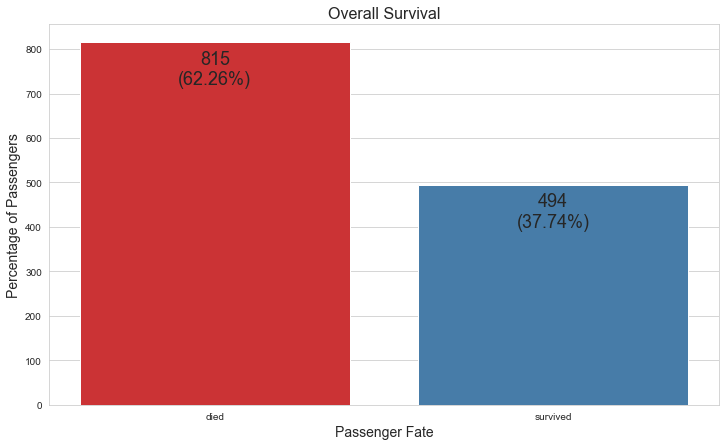 Overall Survival
Percentage of Passengers
800
700
600
500
400
300
200
100
0
815
(62.26%)
494
(37.74%)
died
survived
Passenger Fate